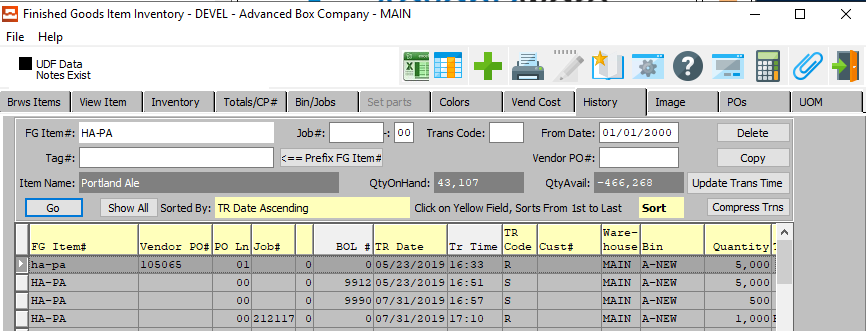 Finished Goods Item Inventory - DEVEL - Advanced Box Company - MAIN
File Help
UDF Data
Notes Exist
Brws Items View Item Inventory Totals/CP# Bin/Jobs Set parts Colors Vend Cost History Image POs UOM
FG Item#: HA-PA Job#: -: 00 Trans Code: From Date: 01/01/2000 Delete
Tag#: <== Prefix FG Item# Vendor PO#: Copy
Item Name: Portland Ale QtyOnHand: 43,107 QtyAvail: -466,268 Update Trans Time
Go Show All Sorted By: TR Date Ascending Click on Yellow Field, Sorts From 1st to Last Sort Compress Trns
FG Item# Vendor PO# PO Ln Job# BOL # TR Date Tr Time TR Code Cust# Ware-house Bin Quantity T
ha-pa 105065 01 0 0 05/23/2019 16:33 R MAIN A-NEW 5,000
HA-PA 00 0 9912 05/23/2019 16:51 S MAIN A-NEW 5,000
HA-PA 00 0 9990 07/31/2019 16:57 S MAIN A-NEW 500
HA-PA 00 212117 0 0 07/31/2019 17:10 R MAIN A-NEW 1,000